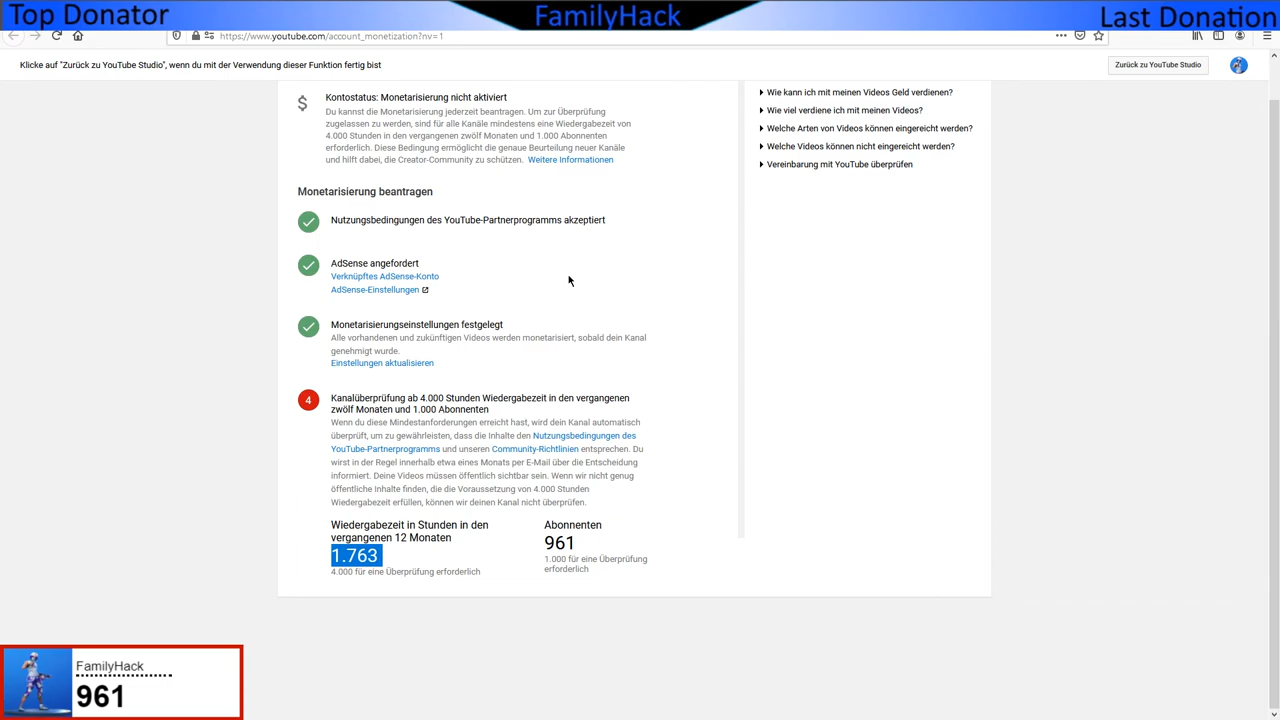 Top Donator
FamilyHack
Last Donation
https://www.youtube.com/account_monetization?nv=1
Klicke auf "Zurück zu YouTube Studio", wenn du mit der Verwendung dieser Funktion fertig bist
Zurück zu YouTube Studio
Kontostatus: Monetarisierung nicht aktiviert
Du kannst die Monetarisierung jederzeit beantragen. Um zur Überprüfung
zugelassen zu werden, sind für alle Kanäle mindestens eine Wiedergabezeit von
4.000 Stunden in den vergangenen zwölf Monaten und 1.000 Abonnenten
erforderlich. Diese Bedingung ermöglicht die genaue Beurteilung neuer Kanäle
und hilft dabei, die Creator-Community zu schützen. Weitere Informationen
Monetarisierung beantragen
Nutzungsbedingungen des YouTube-Partnerprogramms akzeptiert
AdSense angefordert
Verknüpftes AdSense-Konto
AdSense-Einstellungen
Monetarisierungseinstellungen festgelegt
Alle vorhandenen und zukünftigen Videos werden monetarisiert, sobald dein Kanal
genehmigt wurde.
Einstellungen aktualisieren
4
Kanalüberprüfung ab 4.000 Stunden Wiedergabezeit in den vergangenen
zwölf Monaten und 1.000 Abonnenten
Wenn du diese Mindestanforderungen erreicht hast, wird dein Kanal automatisch
überprüft, um zu gewährleisten, dass die Inhalte den Nutzungsbedingungen des
YouTube-Partnerprogramms und unseren Community-Richtlinien entsprechen. Du
wirst in der Regel innerhalb etwa eines Monats per E-Mail über die Entscheidung
informiert. Deine Videos müssen öffentlich sichtbar sein. Wenn wir nicht genug
öffentliche Inhalte finden, die die Voraussetzung von 4.000 Stunden
Wiedergabezeit erfüllen, können wir deinen Kanal nicht überprüfen.
Wiedergabezeit in Stunden in den
vergangenen 12 Monaten
1.763
4.000 für eine Überprüfung erforderlich
Abonnenten
961
1.000 für eine Überprüfung
erforderlich
Wie kann ich mit meinen Videos Geld verdienen?
Wie viel verdiene ich mit meinen Videos?
Welche Arten von Videos können eingereicht werden?
Welche Videos können nicht eingereicht werden?
Vereinbarung mit YouTube überprüfen
FamilyHack
961